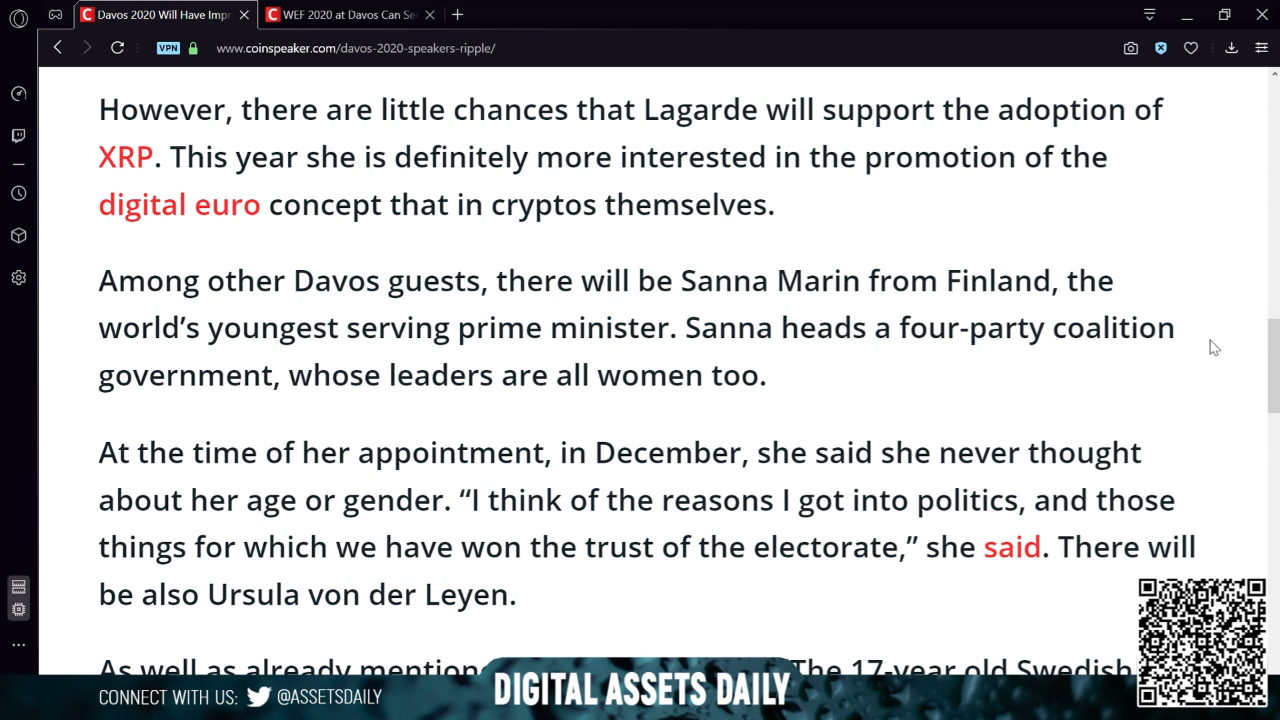 Davos 2020 Will Have Impr
WEF 2020 at Davos Can Se
VPN
www.coinspeaker.com/davos-2020-speakers-ripple/
However, there are little chances that Lagarde will support the adoption of
XRP. This year she is definitely more interested in the promotion of the
digital euro concept that in cryptos themselves.
Among other Davos guests, there will be Sanna Marin from Finland, the
world’s youngest serving prime minister. Sanna heads a four-party coalition
government, whose leaders are all women too.
At the time of her appointment, in December, she said she never thought
about her age or gender. “I think of the reasons I got into politics, and those
things for which we have won the trust of the electorate,” she said. There will
be also Ursula von der Leyen.
As well as already mention The 17-year old Swedish
CONNECT WITH US: @ASSETSDAILY
DIGITAL ASSETS DAILY